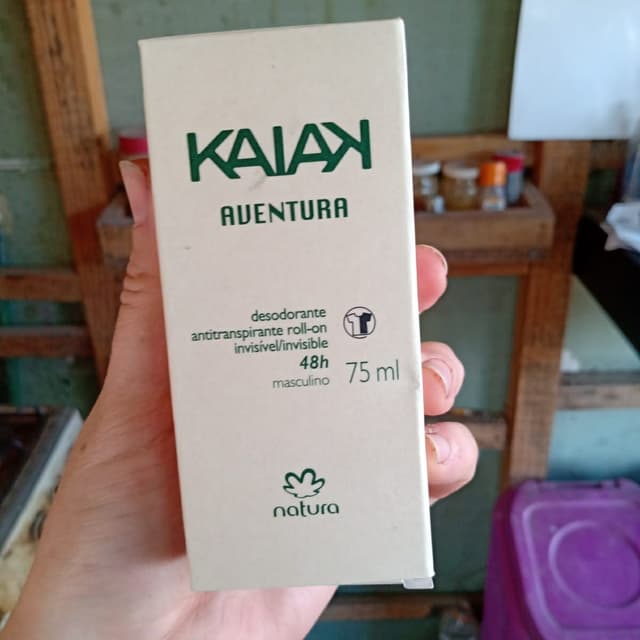 KAIAK
AVENTURA
desodorante
antitranspirante roll-on
invisível/invisible
48h
masculino
75 ml
natura